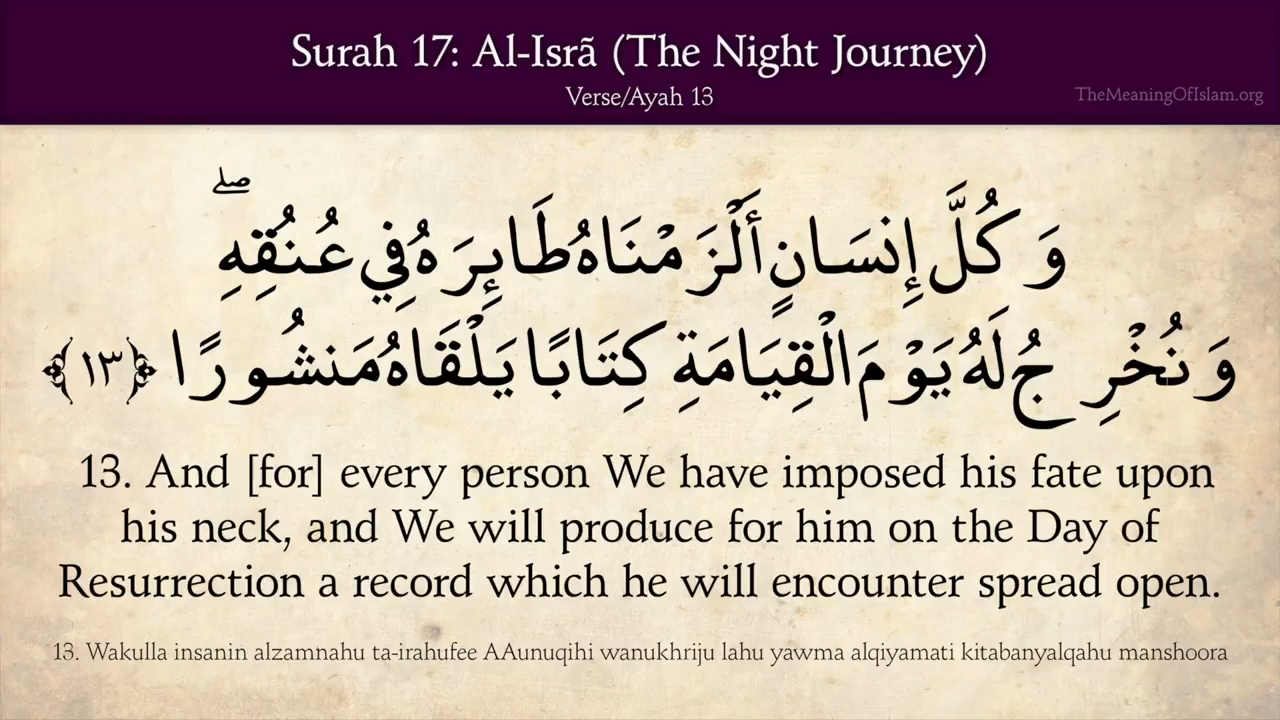 Surah 17: Al-Isrã (The Night Journey)
Verse/Ayah 13
TheMeaningOfIslam.org
وَكُلَّ إِنسَانٍ أَلْزَمْنَاهُ طَايِٕرَهُ فِي عُنُقِهِ ۖ
وَنُخْرِجُ لَهُ يَوْمَ الْقِيَامَةِ كِتَابًا يَلْقَاهُ مَنشُورًا ﴿١٣﴾
13. And [for] every person We have imposed his fate upon
his neck, and We will produce for him on the Day of
Resurrection a record which he will encounter spread open.
13. Wakulla insanin alzamnahu ta-irahufee AAunuqihi wanukhriju lahu yawma alqiyamati kitabanyalqahu manshoora